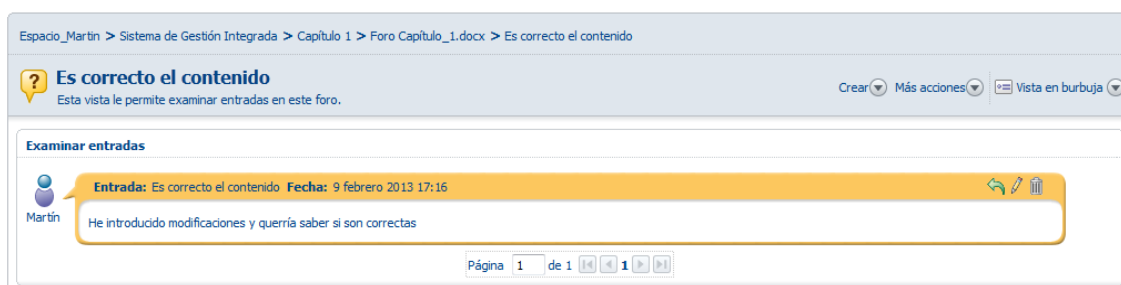 Espacio_Martin > Sistema de Gestión Integrada > Capítulo 1 > Foro Capítulo_1.docx > Es correcto el contenido
Es correcto el contenido
Esta vista le permite examinar entradas en este foro.
Crear Más acciones Vista en burbuja
Examinar entradas
Entrada: Es correcto el contenido Fecha: 9 febrero 2013 17:16
Martín
He introducido modificaciones y querría saber si son correctas
Página 1 de 1 1